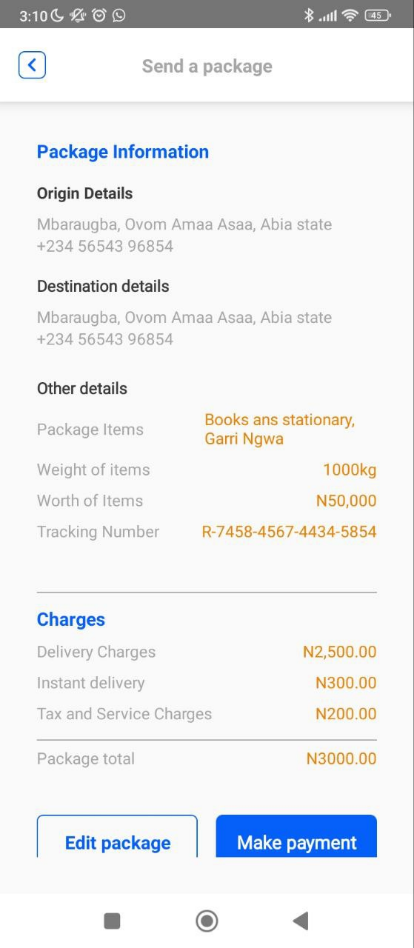 3:10
45
Send a package
Package Information
Origin Details
Mbaraugba, Ovom Amaa Asaa, Abia state
+234 56543 96854
Destination details
Mbaraugba, Ovom Amaa Asaa, Abia state
+234 56543 96854
Other details
Package Items Books ans stationary,
Garri Ngwa
Weight of items 1000kg
Worth of Items N50,000
Tracking Number R-7458-4567-4434-5854
Charges
Delivery Charges N2,500.00
Instant delivery N300.00
Tax and Service Charges N200.00
Package total N3000.00
Edit package Make payment